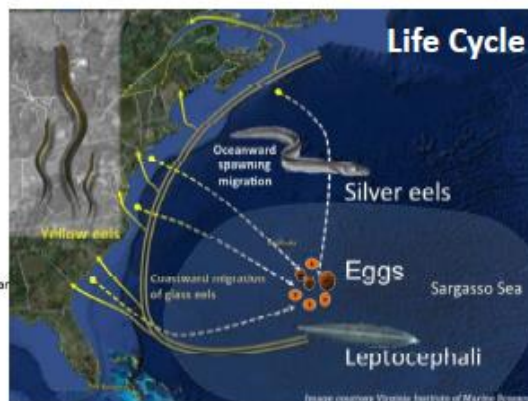 Life Cycle
Oceanward
spawning
migration
Silver eels
Yellow eels
Eggs
Coastward migration
of glass eels
Sargasso Sea
Leptocephali
Image courtesy Virginia Institute of Marine Science